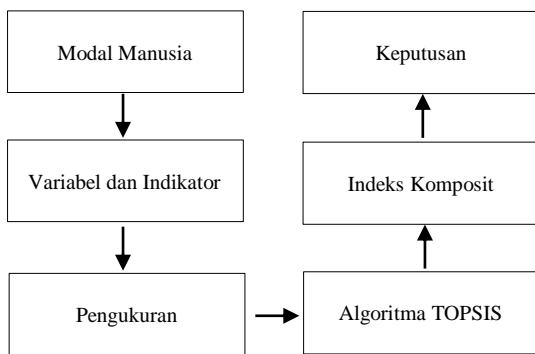 Modal Manusia
Variabel dan Indikator
Pengukuran
Algoritma TOPSIS
Indeks Komposit
Keputusan